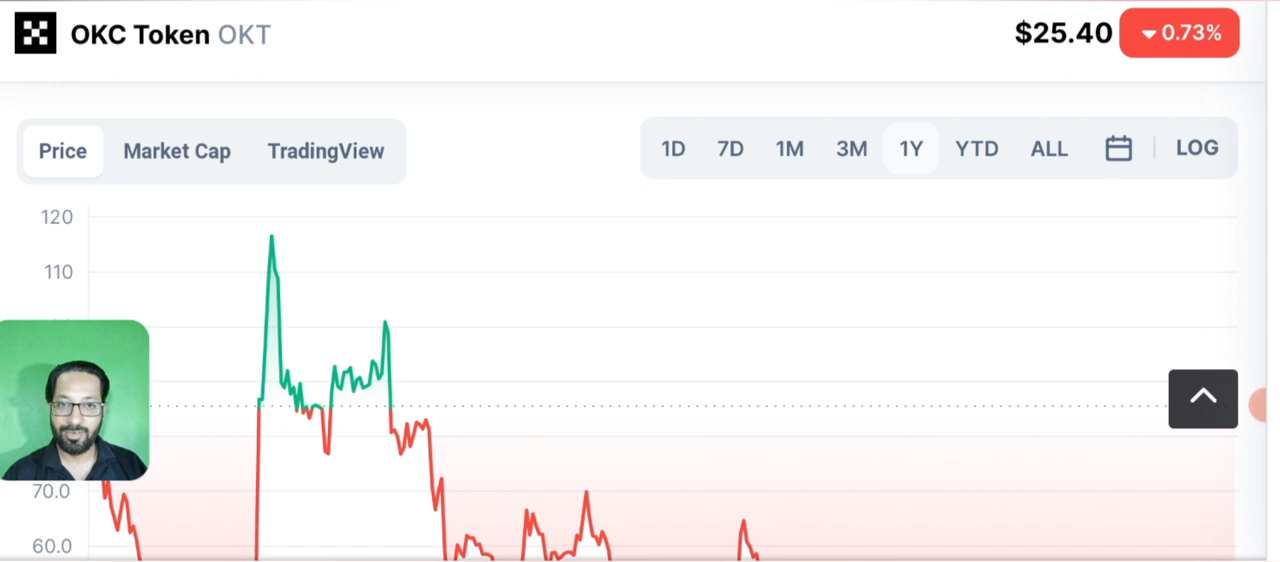 OKC Token OKT
$25.40 0.73%
Price Market Cap TradingView
1D 7D 1M 3M 1Y YTD ALL LOG
120
110
70.0
60.0